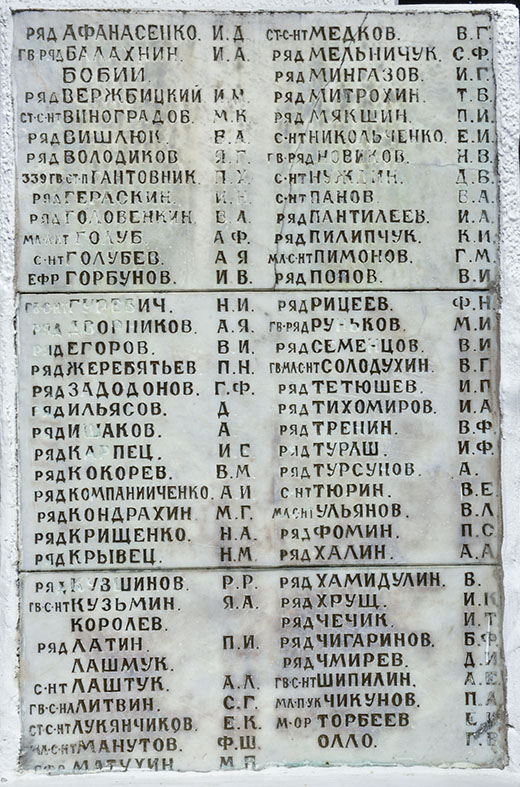 РЯД АФАНАСЕНКО. И.Д
ГВ РЯД БАЛАХНИН. И.А.
БОБИИ.
РЯД ВЕРЖБИЦКИЙ И.М.
СТ-С-НТ ВИНОГРАДОВ. М.К
РЯД ВИШЛЮК. В.А.
РЯД ВОЛОДИКОВ Я.Г.
339 ГВ.СТ-П ГАНТОВНИК. П.Х.
РЯД ГЕРАСКИН.
РЯД ГОЛОВЕНКИН. В.А.
ГОЛУБ А.Ф.
С-НТ ГОЛУБЕВ. А Я
ЕФР ГОРБУНОВ. И В.
ГУРЕВИЧ. Н.И.
РЯД ДВОРНИКОВ. А.Я.
РЯД ЕГОРОВ. В И.
РЯД ЖЕРЕБЯТЬЕВ П.Н.
РЯД ЗАДОДОНОВ. Г.Ф.
РЯД ИЛЬЯСОВ. Д
РЯД ИШАКОВ. А
РЯД КАРПЕЦ. И С
РЯД КОКОРЕВ. В.М
РЯД КОМПАНИИЧЕНКО. А И
РЯД КОНДРАХИН М.Г.
РЯД КРИЩЕНКО. Н.А.
РЯД КРЫВЕЦ. Н.М.
РЯД КУЗШИНОВ. Р.Р.
ГВ-С-НТ КУЗЬМИН. Я.А.
КОРОЛЕВ.
РЯД ЛАТИН. П.И.
ЛАШМУК.
С-НТ ЛАШТУК. А.Л.
ГВ-С-НА ЛИТВИН. С.Г.
СТ-С-НТ ЛУКЯНЧИКОВ. Е.К.
МЛ-С-НТ МАНУТОВ. Ф.Ш.
ЕФР МАТУХИН М.П
СТ-С-НТ МЕДКОВ. В.Г.
РЯД МЕЛЬНИЧУК. С.Ф.
РЯД МИНГАЗОВ. И.Г.
РЯД МИТРОХИН. Т.В.
РЯД МЯКШИН. П.И.
С-НТ НИКОЛЬЧЕНКО. Е.И.
ГВ-РЯД НОВИКОВ. Н.В.
С-НТ НУЖДИН. Д.Б.
С-НТ ПАНОВ. В.А.
РЯД ПАНТИЛЕЕВ. И.А.
РЯД ПИЛИПЧУК. К.И.
МЛ-С-НТ ПИМОНОВ. Г.М.
РЯД ПОПОВ. В.И
РЯД РИЦЕЕВ. Ф.Н
ГВ-РЯД РУНЬКОВ. М.И
РЯД СЕМЕНЦОВ. В.И
ГВ МЛ-С-НТ СОЛОДУХИН. В.Г
РЯД ТЕТЮШЕВ. И.П
РЯД ТИХОМИРОВ. И.А
РЯД ТРЕНИН. В.Ф.
РЯД ТУРАШ. И.Ф.
РЯД ТУРСУНОВ. А.
С-НТ ТЮРИН. В.Е
МЛ-С-НТ УЛЬЯНОВ. В.Л
РЯД ФОМИН. П.С
РЯД ХАЛИН. А.А
РЯД ХАМИДУЛИН. В.
РЯД ХРУЩ. И.К
РЯД ЧЕЧИК. И.Т
РЯД ЧИГАРИНОВ. Б.Ф
РЯД ЧМИРЕВ. Д.И
ГВ-С-НТ ШИПИЛИН. А.Е
МЛ-П-УК ЧИКУНОВ. П.А
М-ОР ТОРБЕЕВ
ОЛЛО.